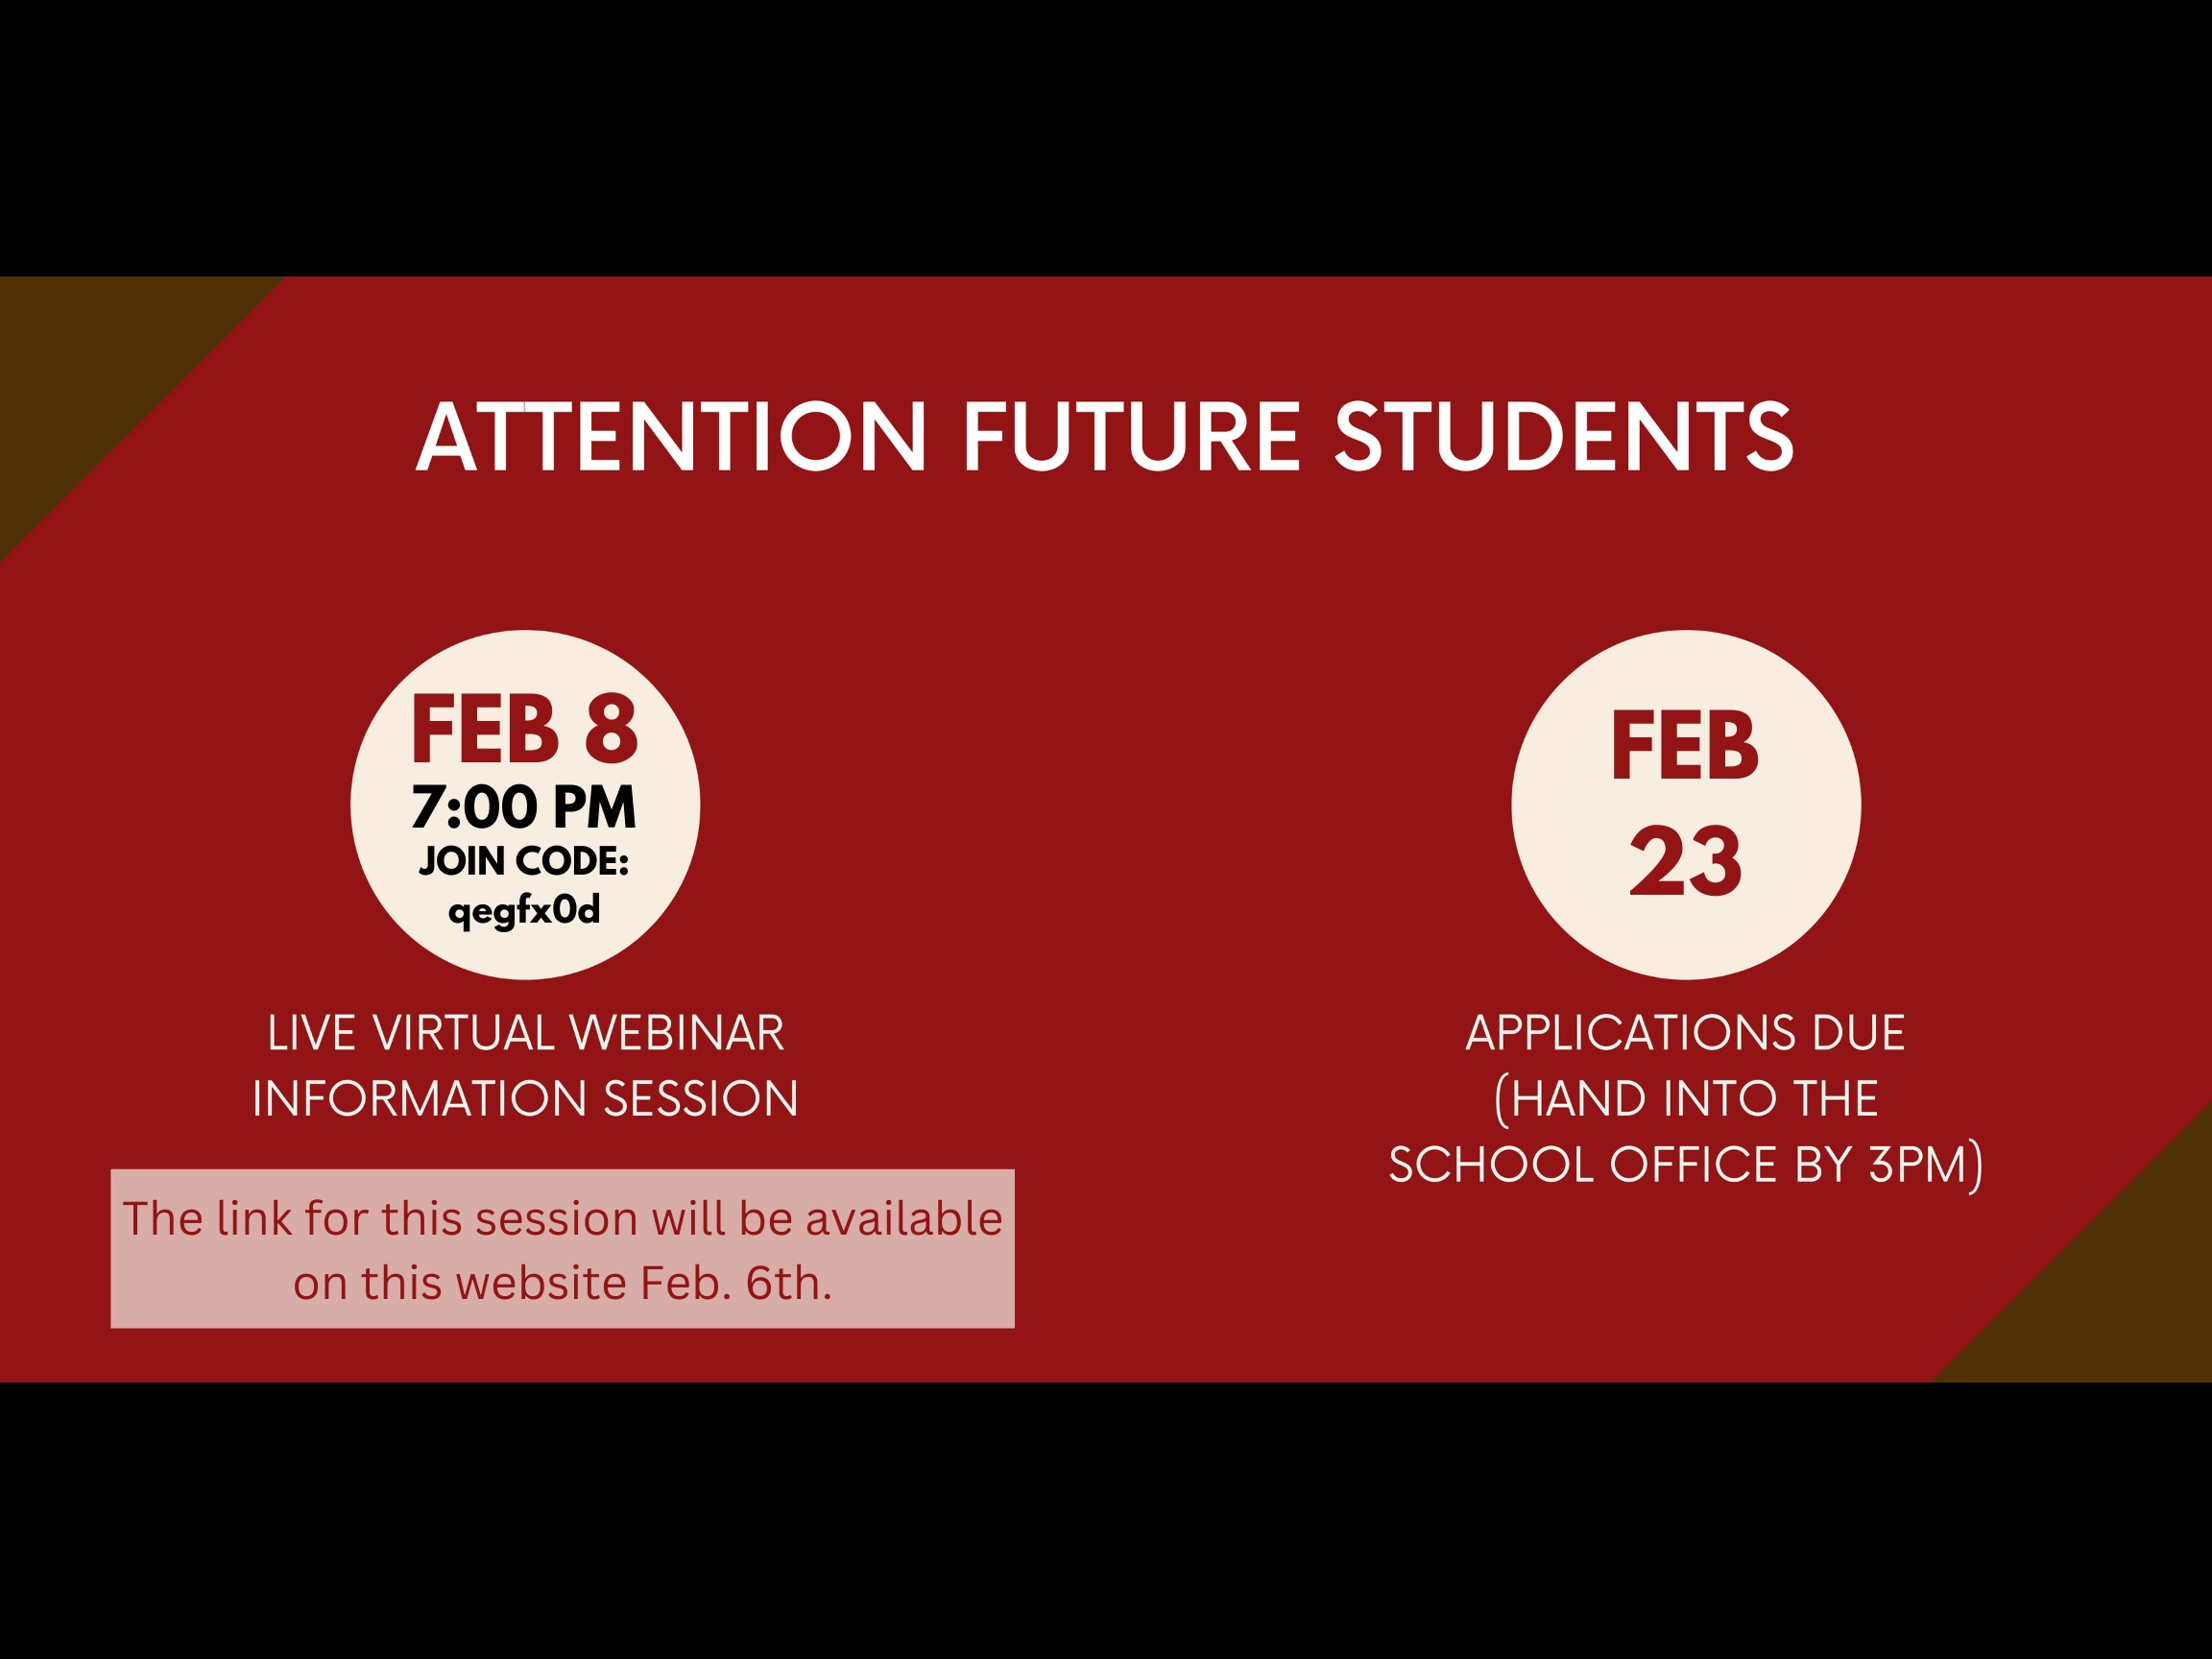 ATTENTION FUTURE STUDENTS
FEB 8
7:00 PM
JOIN CODE:
qegfx0d
LIVE VIRTUAL WEBINAR
INFORMATION SESSION
The link for this session will be available
on this website Feb. 6th.
FEB
23
APPLICATIONS DUE
(HAND INTO THE
SCHOOL OFFICE BY 3PM)